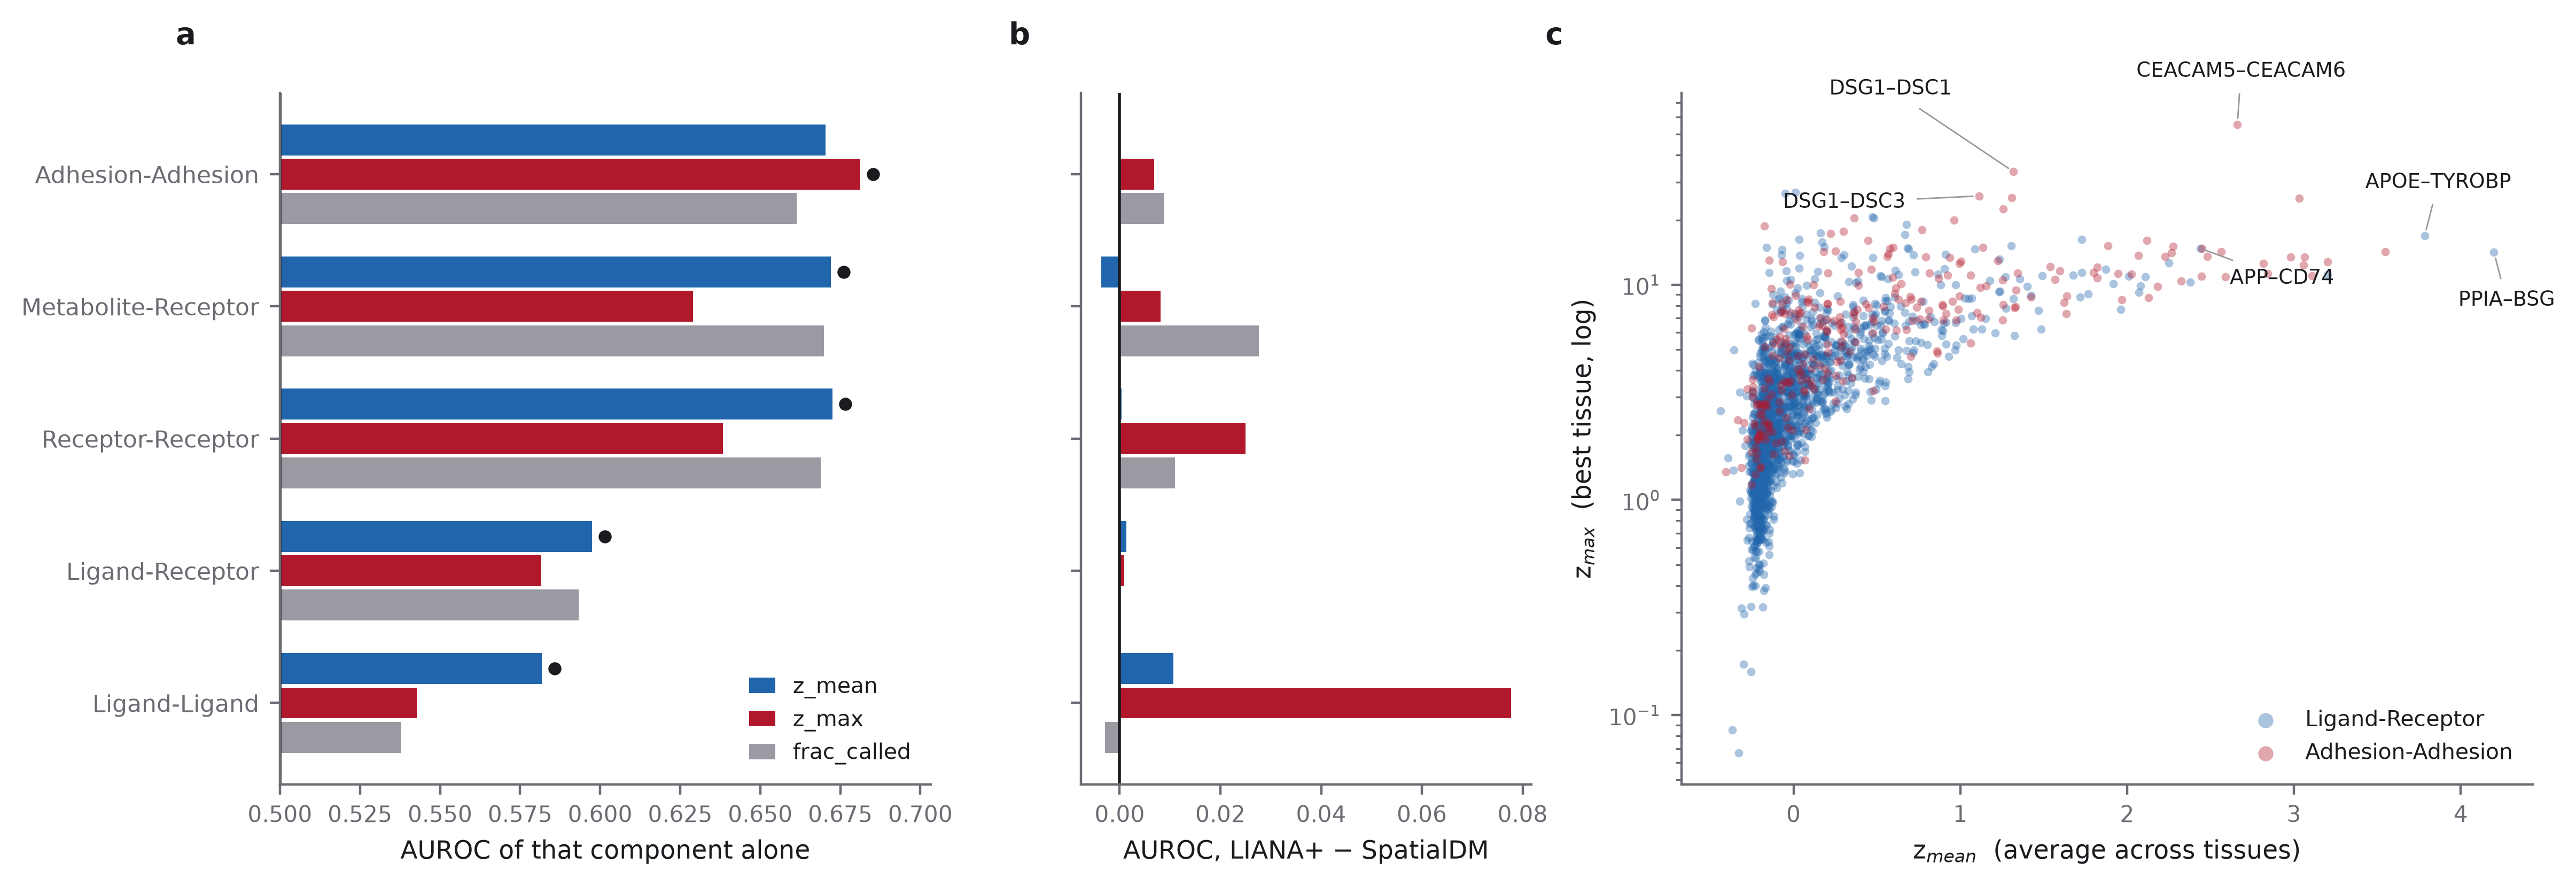 a
Adhesion-Adhesion
Metabolite-Receptor
Receptor-Receptor
Ligand-Receptor
Ligand-Ligand
z_mean
z_max
frac_called
0.500 0.525 0.550 0.575 0.600 0.625 0.650 0.675 0.700
AUROC of that component alone
b
0.00 0.02 0.04 0.06 0.08
AUROC, LIANA+ − SpatialDM
c
CEACAM5–CEACAM6
DSG1–DSC1
APOE–TYROBP
DSG1–DSC3
APP–CD74
PPIA–BSG
z_max (best tissue, log)
10¹
10⁰
10⁻¹
Ligand-Receptor
Adhesion-Adhesion
0 1 2 3 4
z_mean (average across tissues)